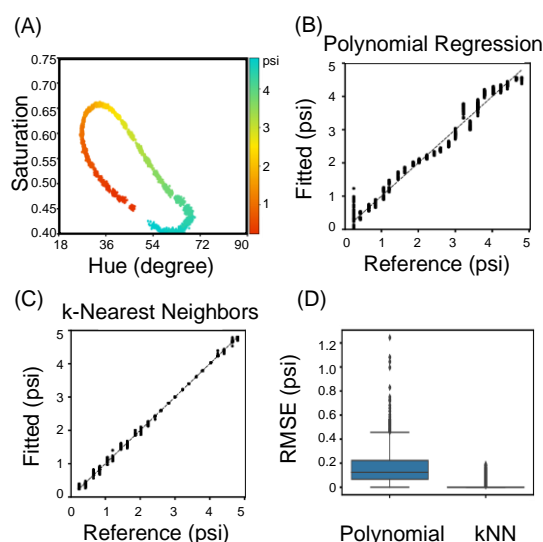 (A)
psi
0.75
0.70
0.65
0.60
0.55
0.50
0.45
0.40
18 36 54 72 90
4
3
2
1
Saturation
Hue (degree)
(B)
Polynomial Regression
5
4
3
2
1
0
0 1 2 3 4 5
Fitted (psi)
Reference (psi)
(C)
k-Nearest Neighbors
5
4
3
2
1
0
0 1 2 3 4 5
Fitted (psi)
Reference (psi)
(D)
1.2
1.0
0.8
0.6
0.4
0.2
0
RMSE (psi)
Polynomial kNN